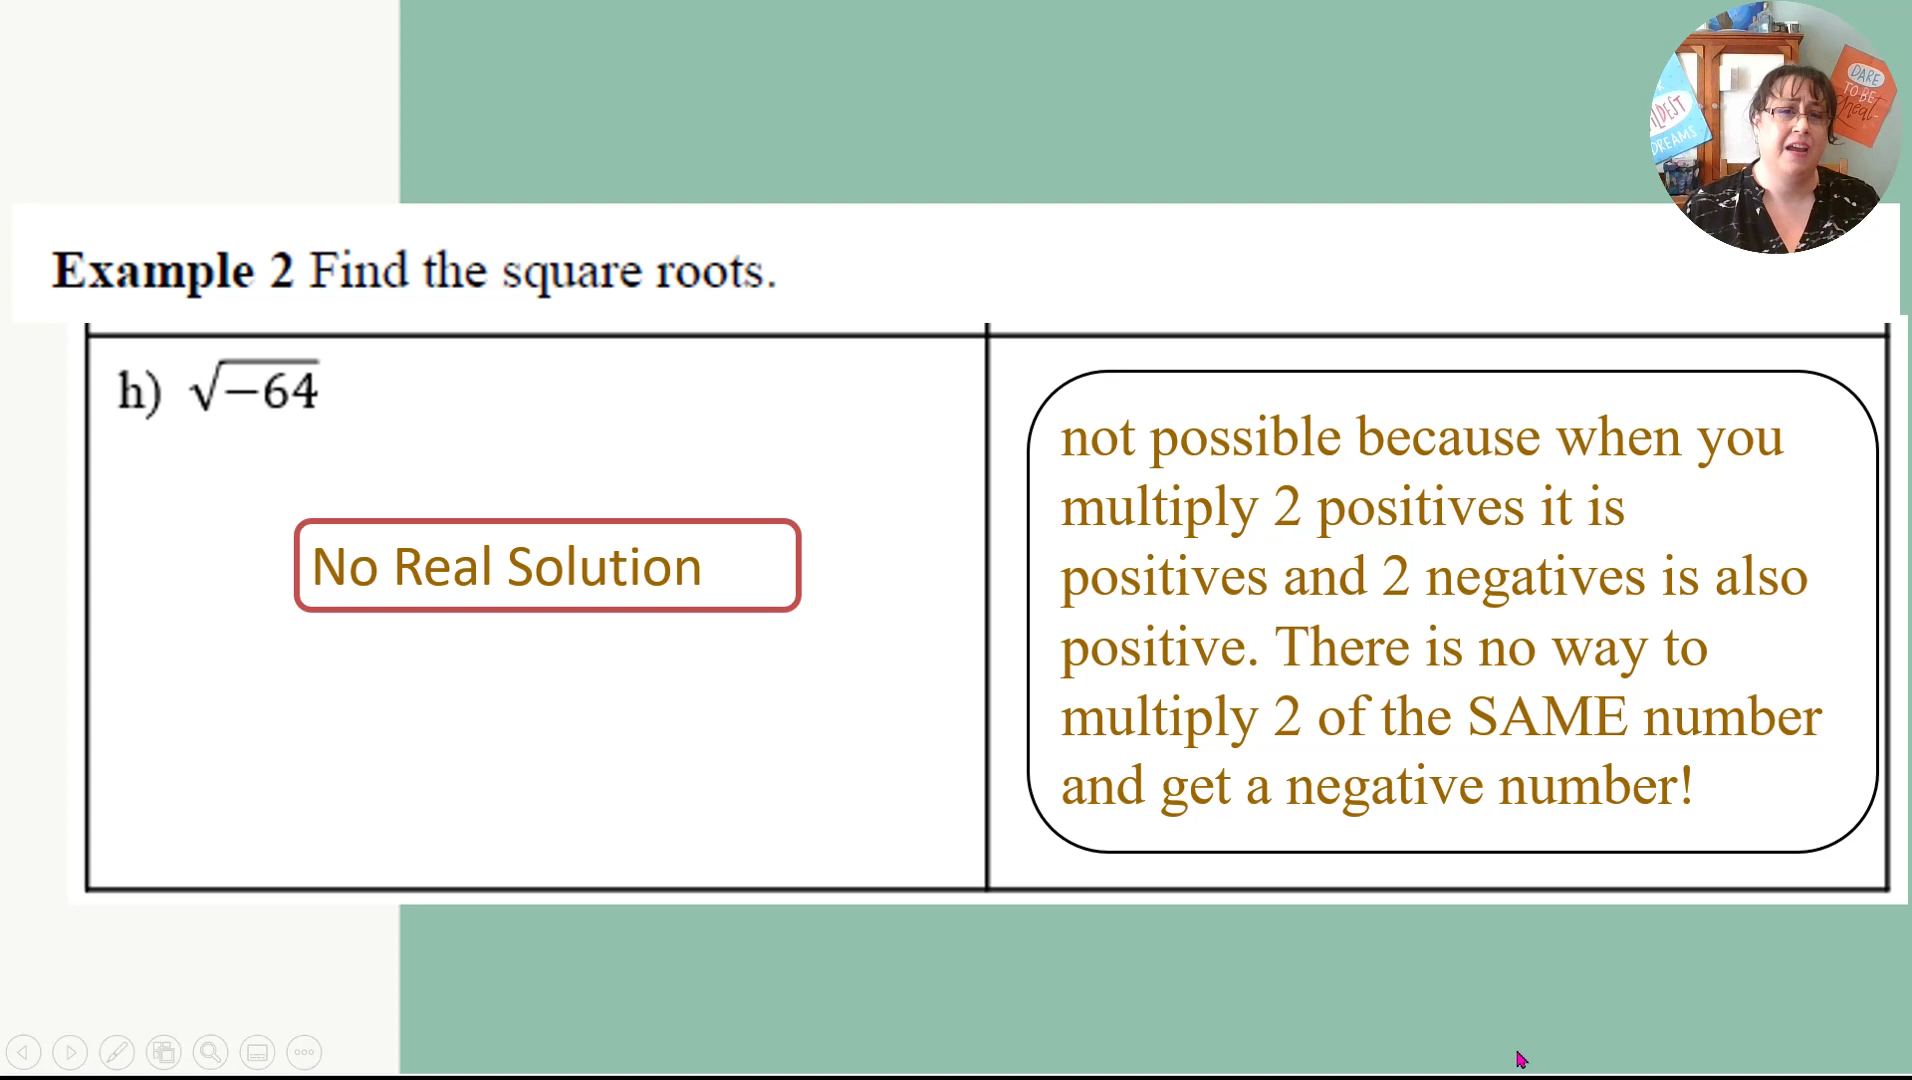 DARE
TO BE
Great
ILDEST
DREAMS
Example 2 Find the square roots.
h) √−64
No Real Solution
not possible because when you
multiply 2 positives it is
positives and 2 negatives is also
positive. There is no way to
multiply 2 of the SAME number
and get a negative number!